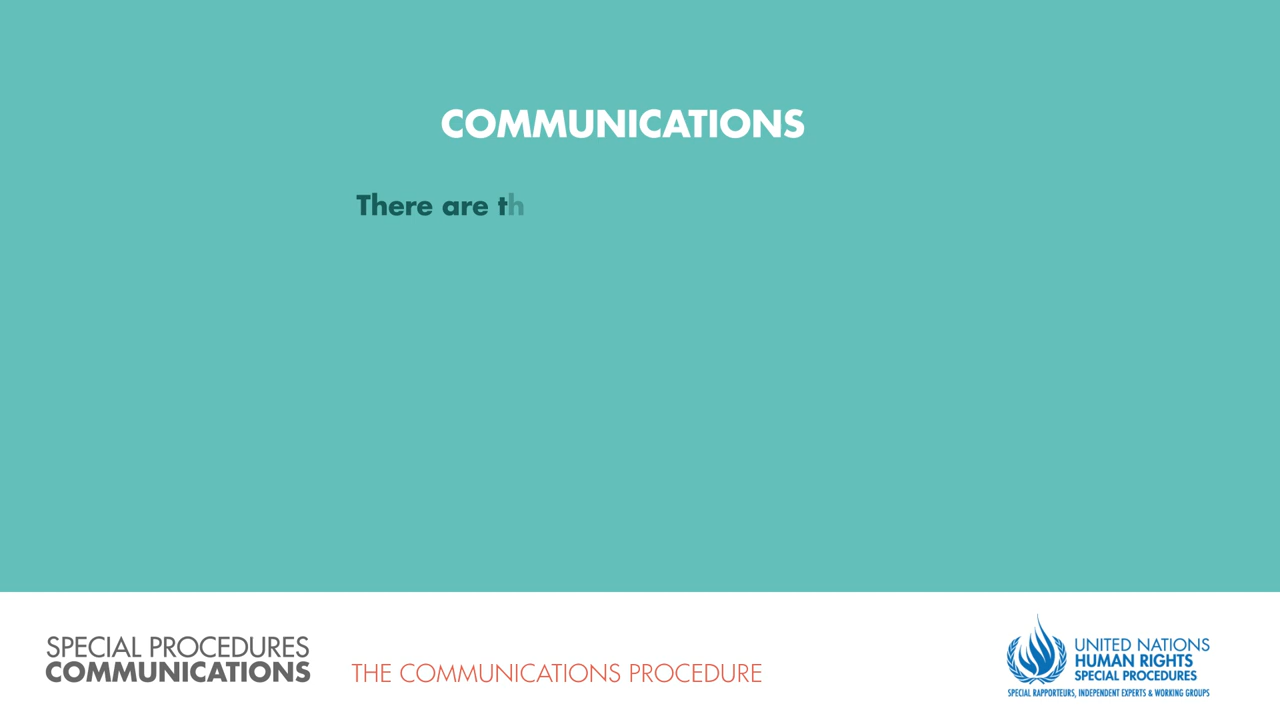 COMMUNICATIONS
There are th
SPECIAL PROCEDURES
COMMUNICATIONS
THE COMMUNICATIONS PROCEDURE
UNITED NATIONS
HUMAN RIGHTS
SPECIAL PROCEDURES
SPECIAL RAPPORTEURS, INDEPENDENT EXPERTS & WORKING GROUPS